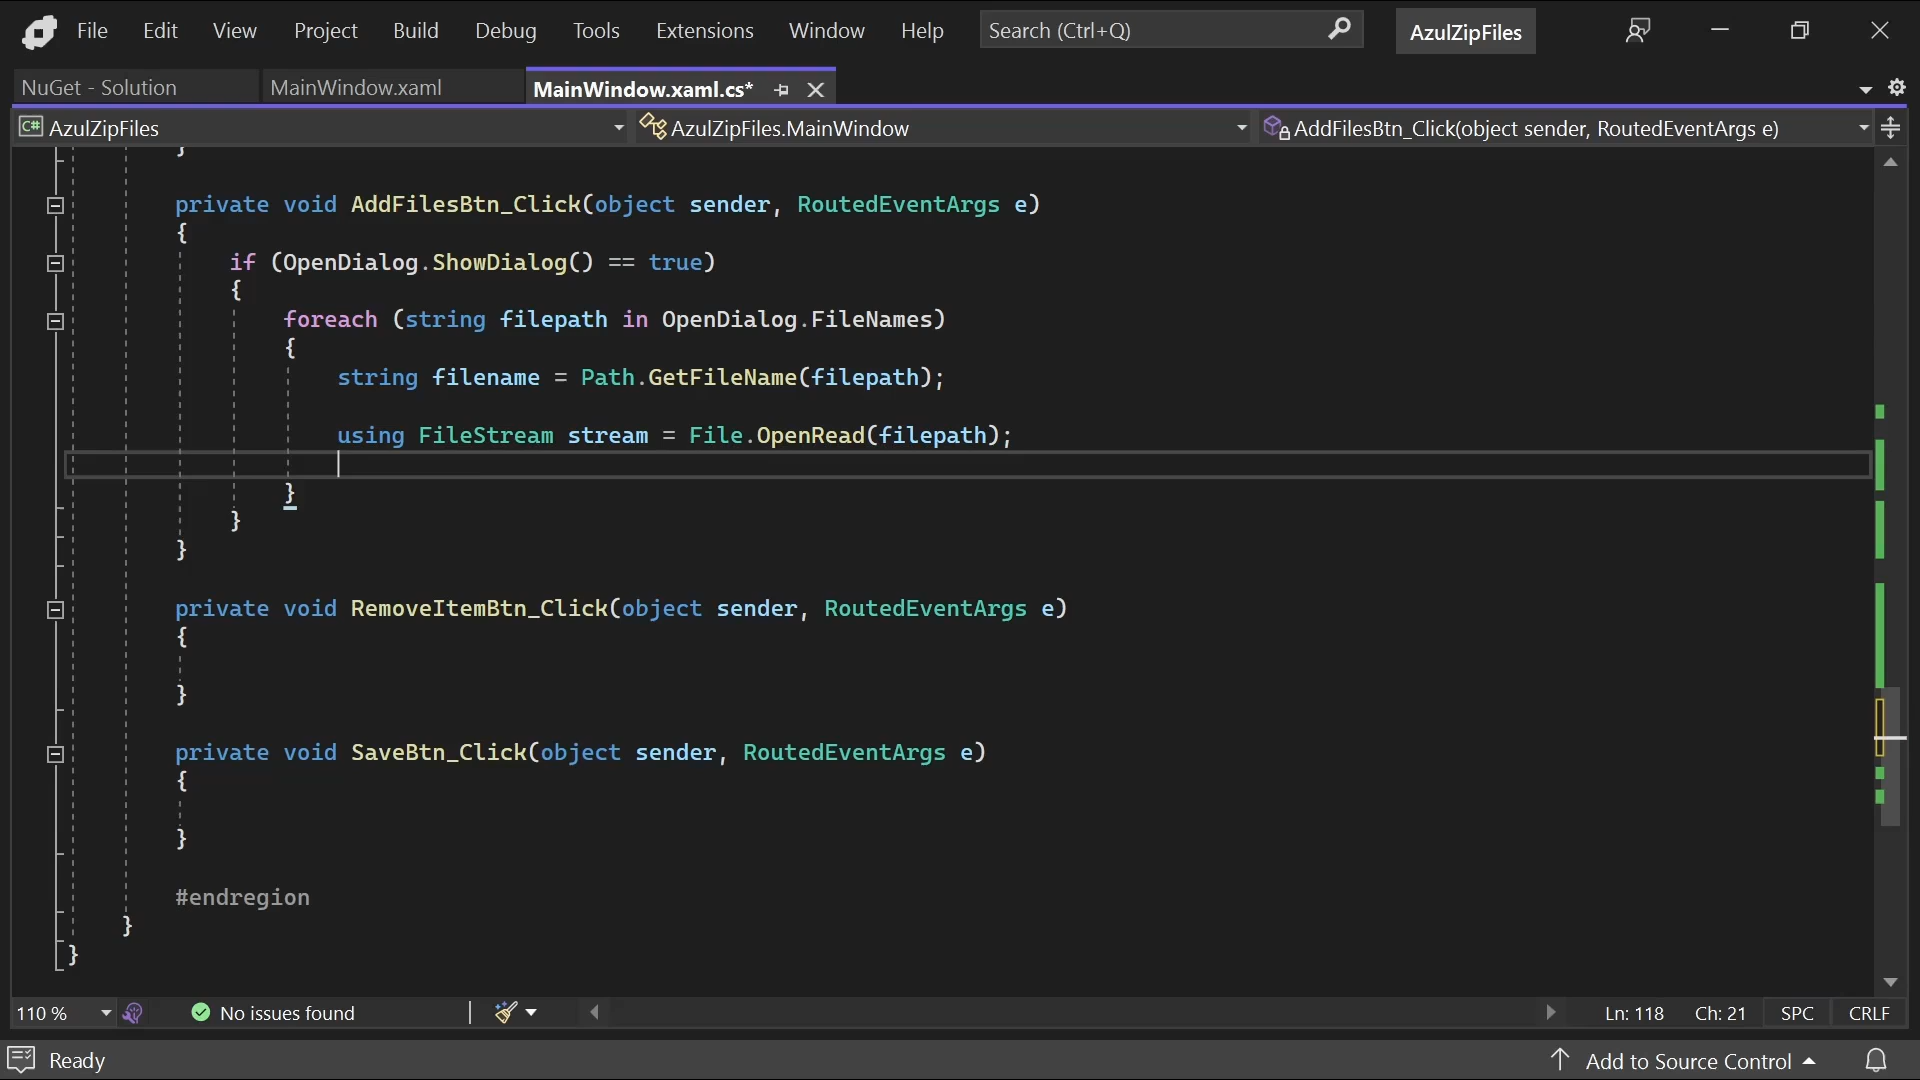 File Edit View Project Build Debug Tools Extensions Window Help Search (Ctrl+Q) AzulZipFiles
NuGet - Solution MainWindow.xaml MainWindow.xaml.cs*
C# AzulZipFiles AzulZipFiles.MainWindow AddFilesBtn_Click(object sender, RoutedEventArgs e)
}
private void AddFilesBtn_Click(object sender, RoutedEventArgs e)
{
if (OpenDialog.ShowDialog() == true)
{
foreach (string filepath in OpenDialog.FileNames)
{
string filename = Path.GetFileName(filepath);
using FileStream stream = File.OpenRead(filepath);
}
}
}
private void RemoveItemBtn_Click(object sender, RoutedEventArgs e)
{
}
private void SaveBtn_Click(object sender, RoutedEventArgs e)
{
}
#endregion
}
}
110 % No issues found Ln: 118 Ch: 21 SPC CRLF
Ready Add to Source Control